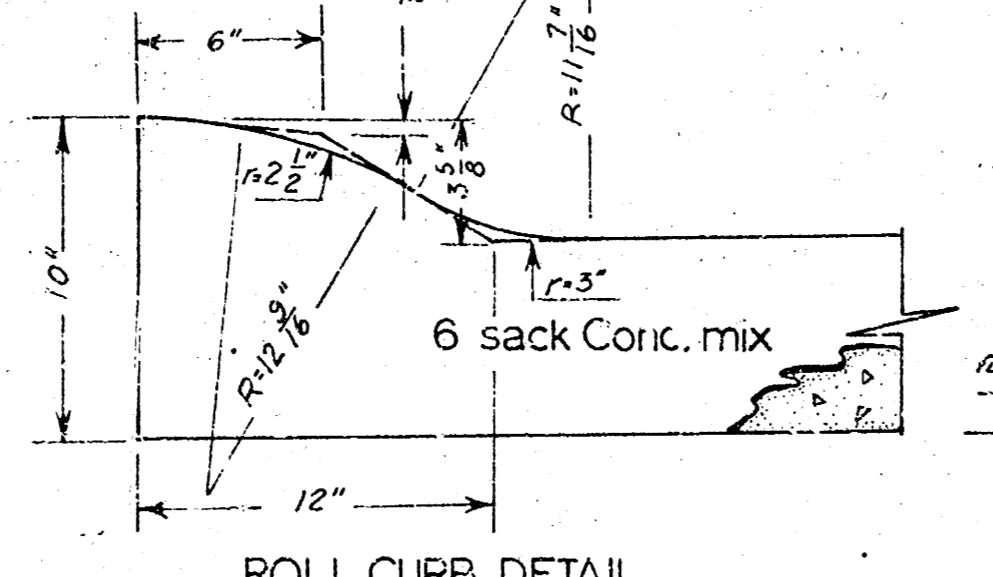 6"
R=11 7/16
r=2 1/2"
3 5/8"
10"
r=3"
R=12 9/16"
6 sack Conc. mix
12"
ROLL CURB DETAIL